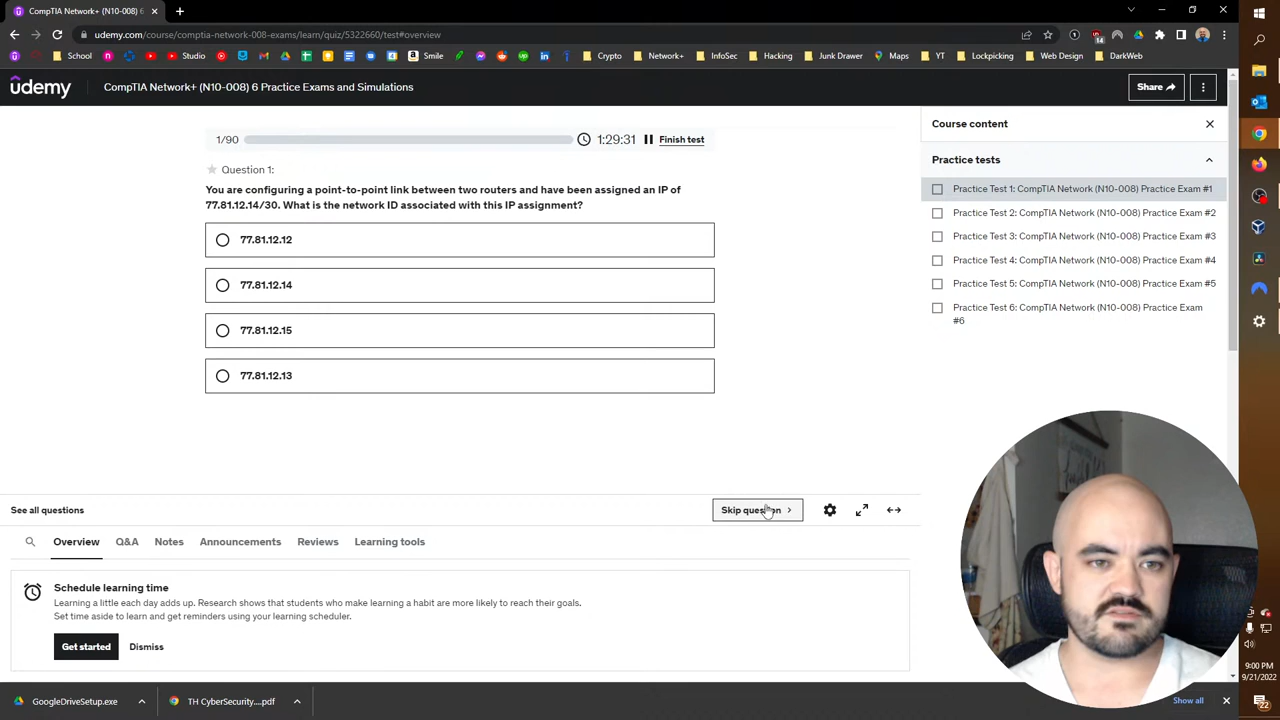 CompTIA Network+ (N10-008) 6
udemy.com/course/comptia-network-008-exams/learn/quiz/5322660/test#overview
School
YT
Studio
Smile
Crypto
Network+
InfoSec
Hacking
Junk Drawer
Maps
YT
Lockpicking
Web Design
DarkWeb
ûdemy
CompTIA Network+ (N10-008) 6 Practice Exams and Simulations
Share
1/90
1:29:31
Finish test
Question 1:
You are configuring a point-to-point link between two routers and have been assigned an IP of
77.81.12.14/30. What is the network ID associated with this IP assignment?
77.81.12.12
77.81.12.14
77.81.12.15
77.81.12.13
Course content
Practice tests
Practice Test 1: CompTIA Network (N10-008) Practice Exam #1
Practice Test 2: CompTIA Network (N10-008) Practice Exam #2
Practice Test 3: CompTIA Network (N10-008) Practice Exam #3
Practice Test 4: CompTIA Network (N10-008) Practice Exam #4
Practice Test 5: CompTIA Network (N10-008) Practice Exam #5
Practice Test 6: CompTIA Network (N10-008) Practice Exam
#6
See all questions
Skip question
Overview
Q&A
Notes
Announcements
Reviews
Learning tools
Schedule learning time
Learning a little each day adds up. Research shows that students who make learning a habit are more likely to reach their goals.
Set time aside to learn and get reminders using your learning scheduler.
Get started
Dismiss
GoogleDriveSetup.exe
TH CyberSecurity....pdf
Show all
9:00 PM
9/21/2022
22